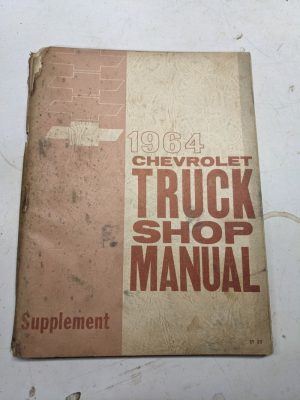 1964
CHEVROLET
TRUCK
SHOP
MANUAL
Supplement